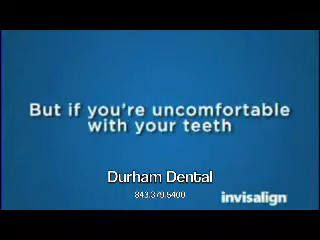 But if you're uncomfortable
with your teeth
Durham Dental
843.379.5400
invisalign